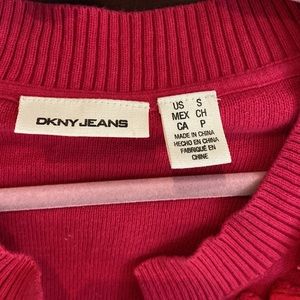 DKNY JEANS
US S
MEX CH
CA P
MADE IN CHINA
HECHO EN CHINA
FABRIQUÉ EN
CHINE